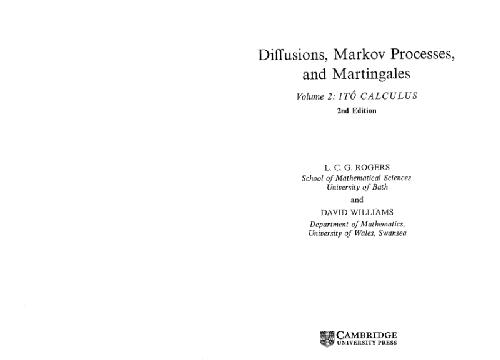 Diffusions, Markov Processes,
and Martingales
Volume 2: ITÔ CALCULUS
2nd Edition
L. C. G. ROGERS
School of Mathematical Sciences
University of Bath
and
DAVID WILLIAMS
Department of Mathematics,
University of Wales, Swansea
CAMBRIDGE
UNIVERSITY PRESS